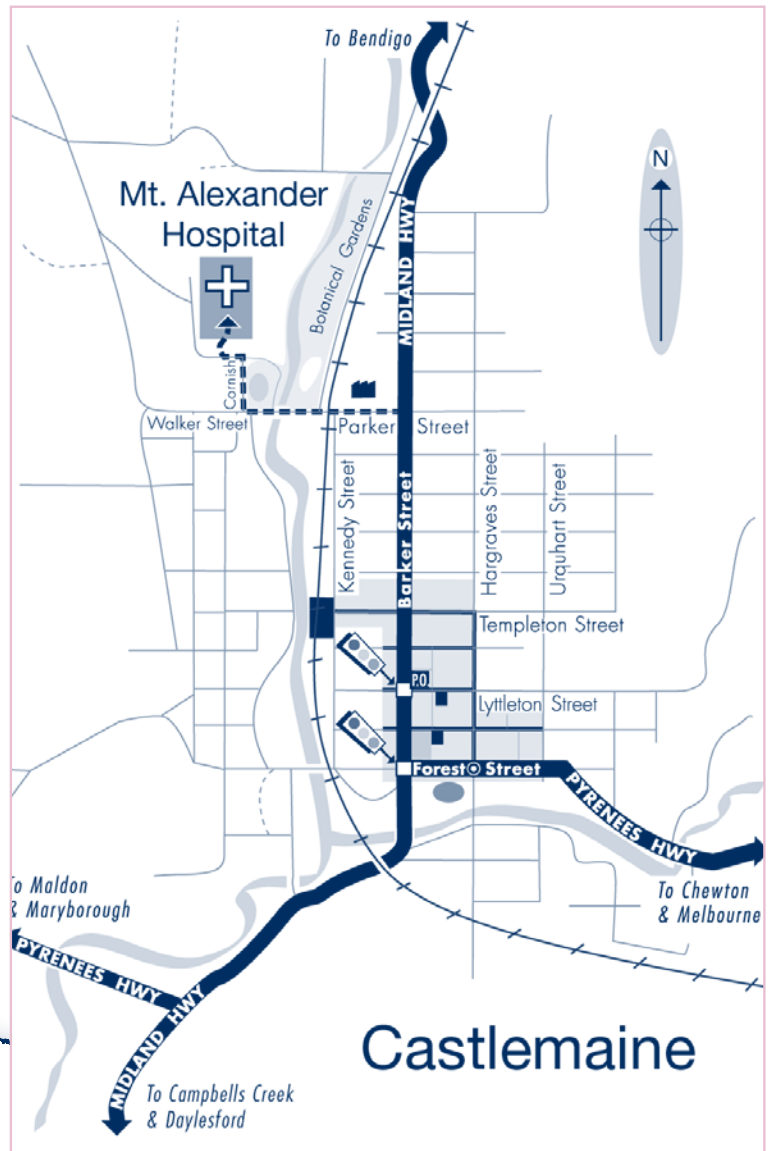 To Bendigo
N
Mt. Alexander
Hospital
Botanical Gardens
MIDLAND HWY
Cornish
Walker Street
Parker Street
Kennedy Street
Barker Street
Hargraves Street
Urquhart Street
Templeton Street
P.O.
Lyttleton Street
Forest Street
PYRENEES HWY
To Chewton
& Melbourne
To Maldon
& Maryborough
PYRENEES HWY
MIDLAND HWY
Castlemaine
To Campbells Creek
& Daylesford